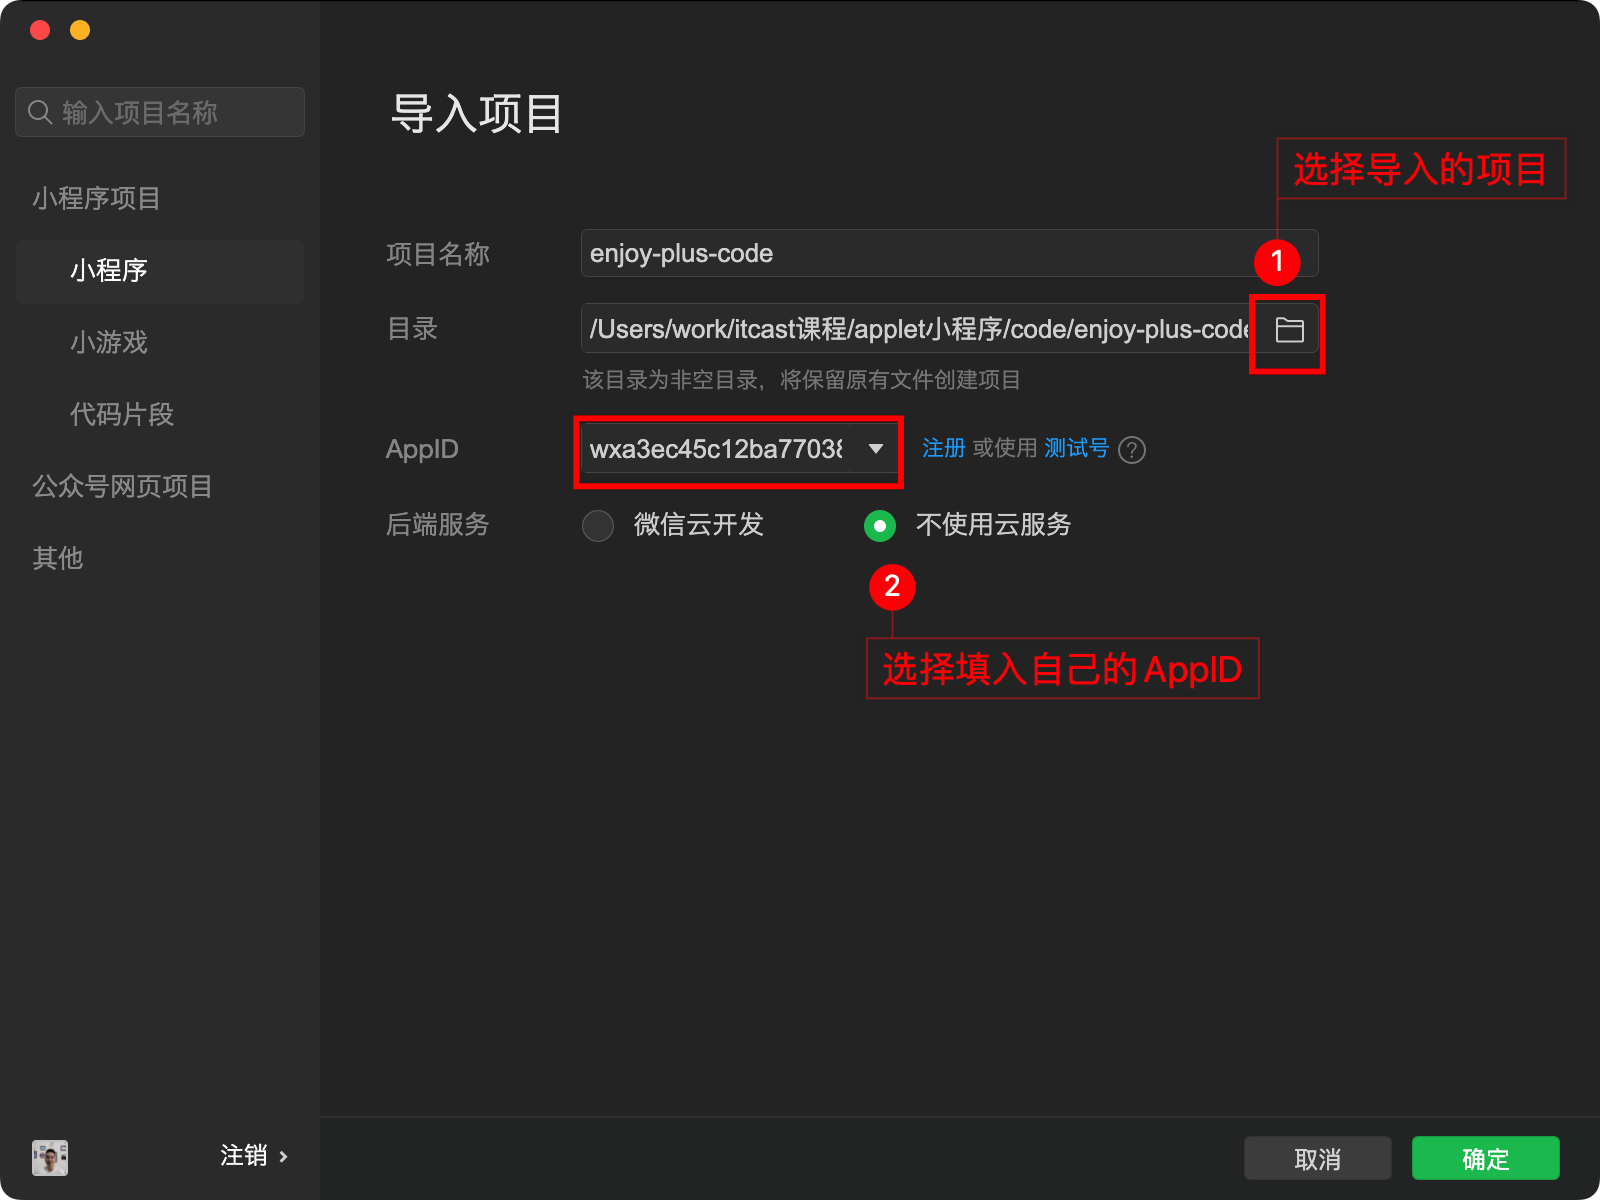 输入项目名称
小程序项目
小程序
小游戏
代码片段
公众号网页项目
其他
注销
导入项目
选择导入的项目
项目名称
enjoy-plus-code
1
目录
/Users/work/itcast课程/applet小程序/code/enjoy-plus-code
该目录为非空目录，将保留原有文件创建项目
AppID
wxa3ec45c12ba77038
注册 或使用 测试号 ?
后端服务
微信云开发
不使用云服务
2
选择填入自己的 AppID
取消
确定